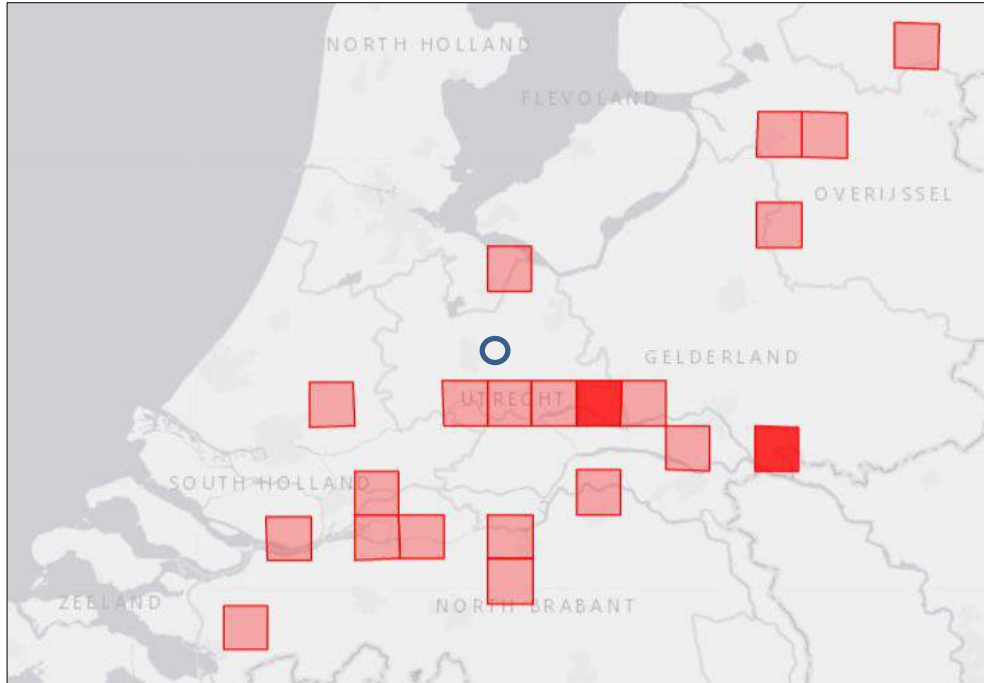 NORTH HOLLAND
FLEVOLAND
OVERIJSSEL
GELDERLAND
UTRECHT
SOUTH HOLLAND
ZEELAND
NORTH BRABANT